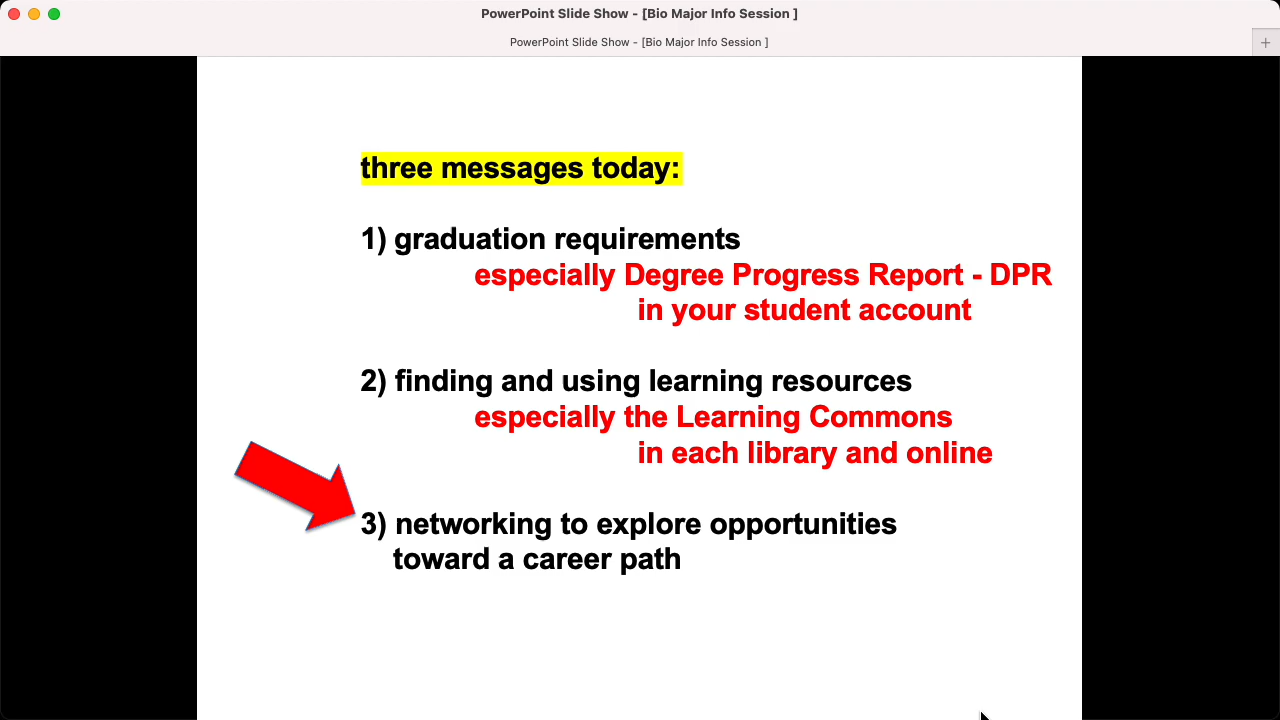 PowerPoint Slide Show - [Bio Major Info Session ]
PowerPoint Slide Show - [Bio Major Info Session ]
three messages today:
1) graduation requirements
especially Degree Progress Report - DPR
in your student account
2) finding and using learning resources
especially the Learning Commons
in each library and online
3) networking to explore opportunities
toward a career path